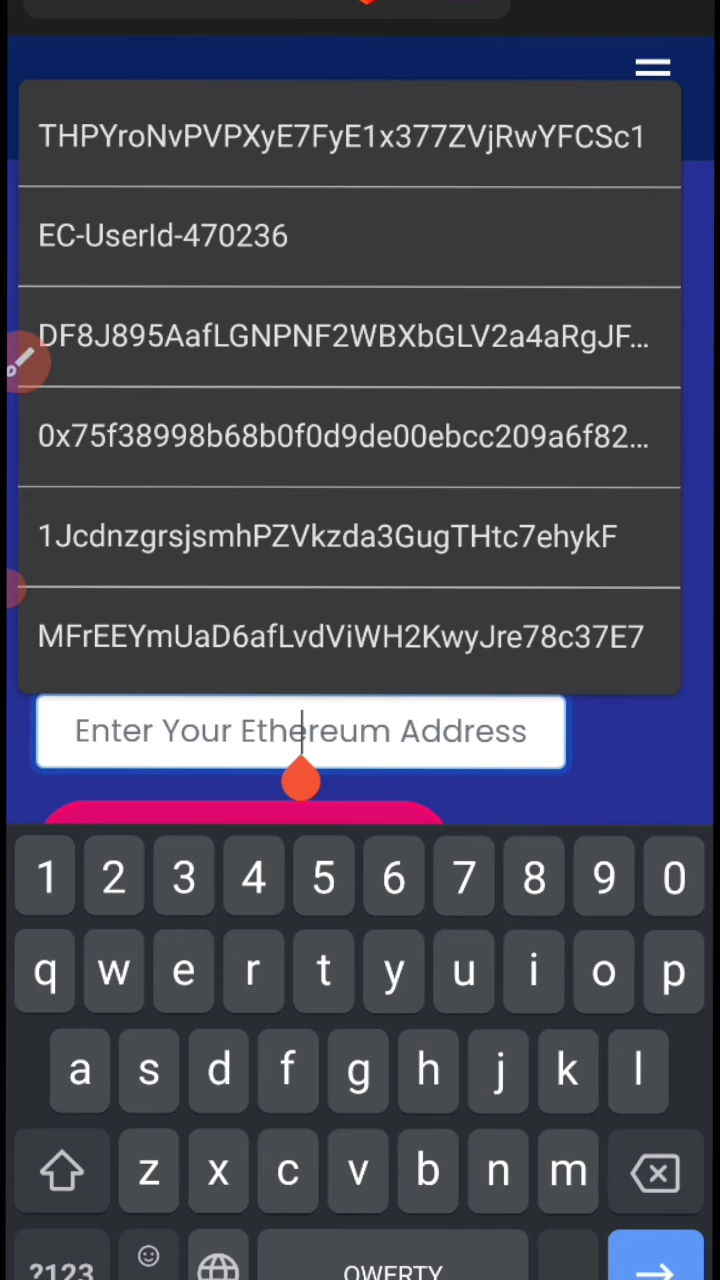 THPYroNvPVPXyE7FyE1x377ZVjRwYFCSc1
EC-UserId-470236
DF8J895AafLGNPNF2WBXbGLV2a4aRgJF...
0x75f38998b68b0f0d9de00ebcc209a6f82...
1JcdnzgrsjsmhPZVkzda3GugTHtc7ehykF
MFrEEYmUaD6afLvdViWH2KwyJre78c37E7
Enter Your Ethereum Address
1 2 3 4 5 6 7 8 9 0
q w e r t y u i o p
a s d f g h j k l
z x c v b n m
?123 QWERTY